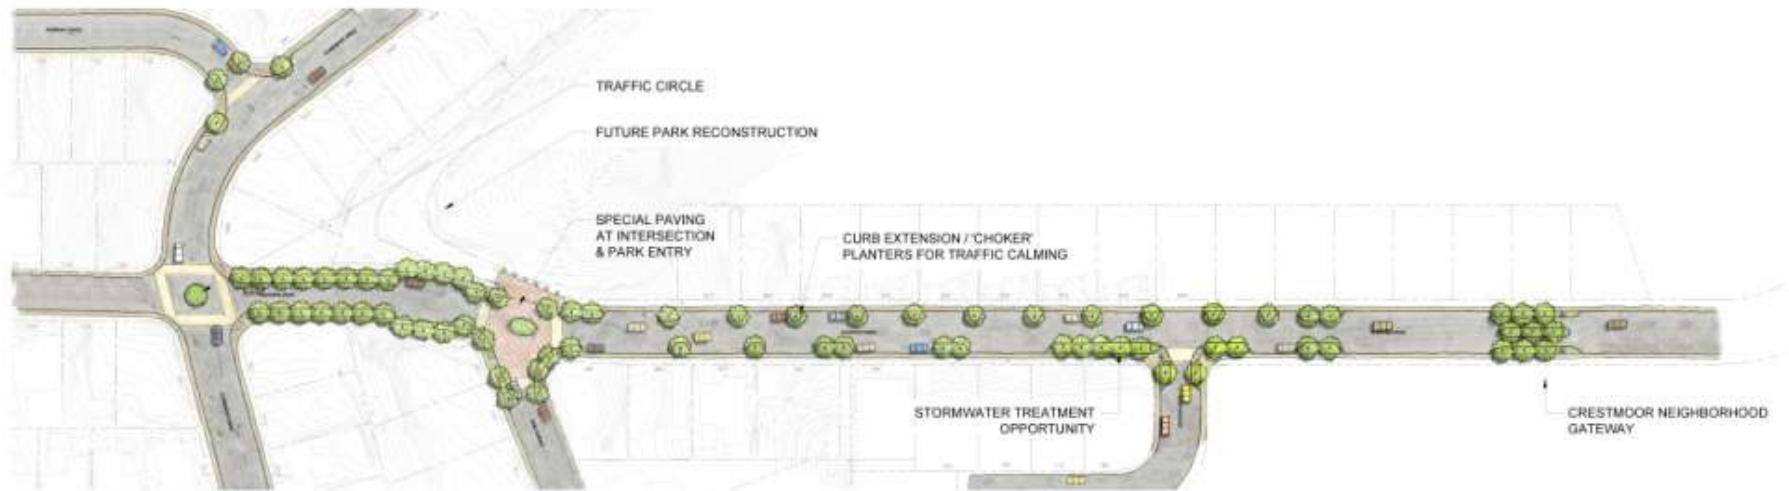 TRAFFIC CIRCLE
FUTURE PARK RECONSTRUCTION
SPECIAL PAVING
AT INTERSECTION
& PARK ENTRY
CURB EXTENSION / 'CHOKER'
PLANTERS FOR TRAFFIC CALMING
STORMWATER TREATMENT
OPPORTUNITY
CRESTMOOR NEIGHBORHOOD
GATEWAY